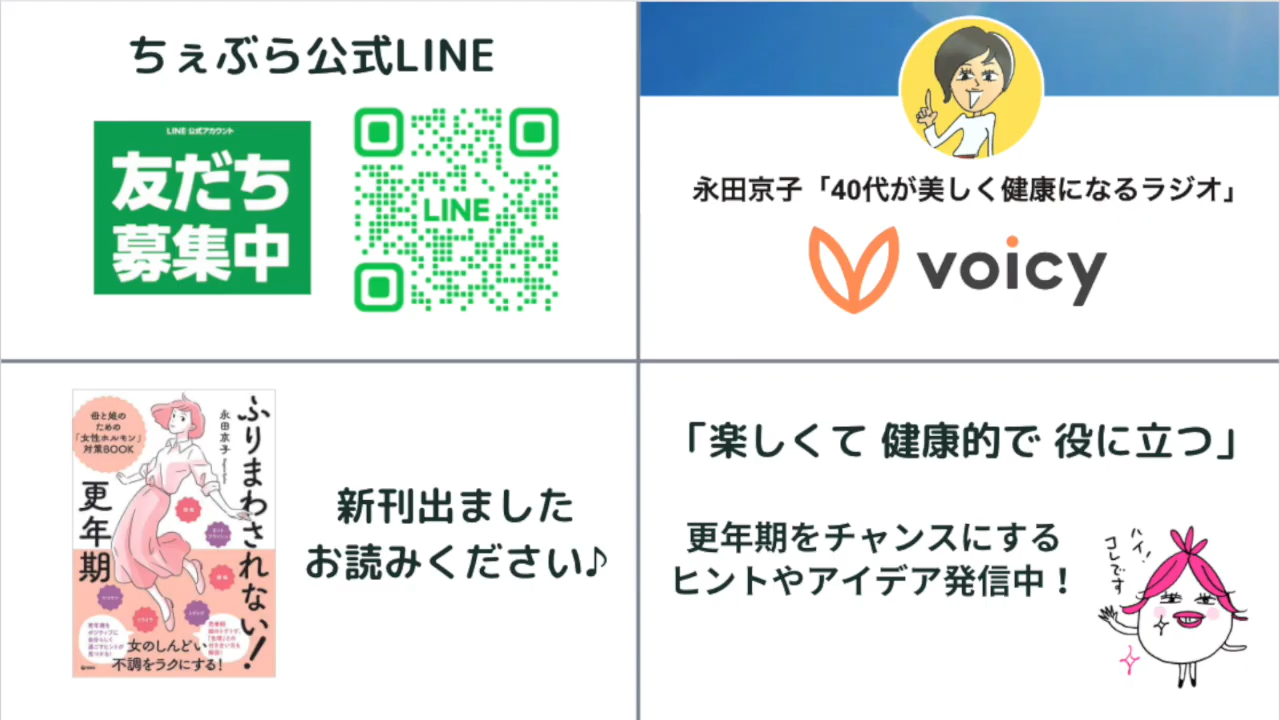 ちぇぶら公式LINE
LINE 公式アカウント
友だち
募集中
LINE
永田京子「40代が美しく健康になるラジオ」
voicy
母と娘の
ための
「女性ホルモン」
対策BOOK
永田京子
ふりまわされない!
更年期
女のしんどい
不調をラクにする!
新刊出ました
お読みください♪
「楽しくて 健康的で 役に立つ」
更年期をチャンスにする
ヒントやアイデア発信中!
ハイ!
コレです